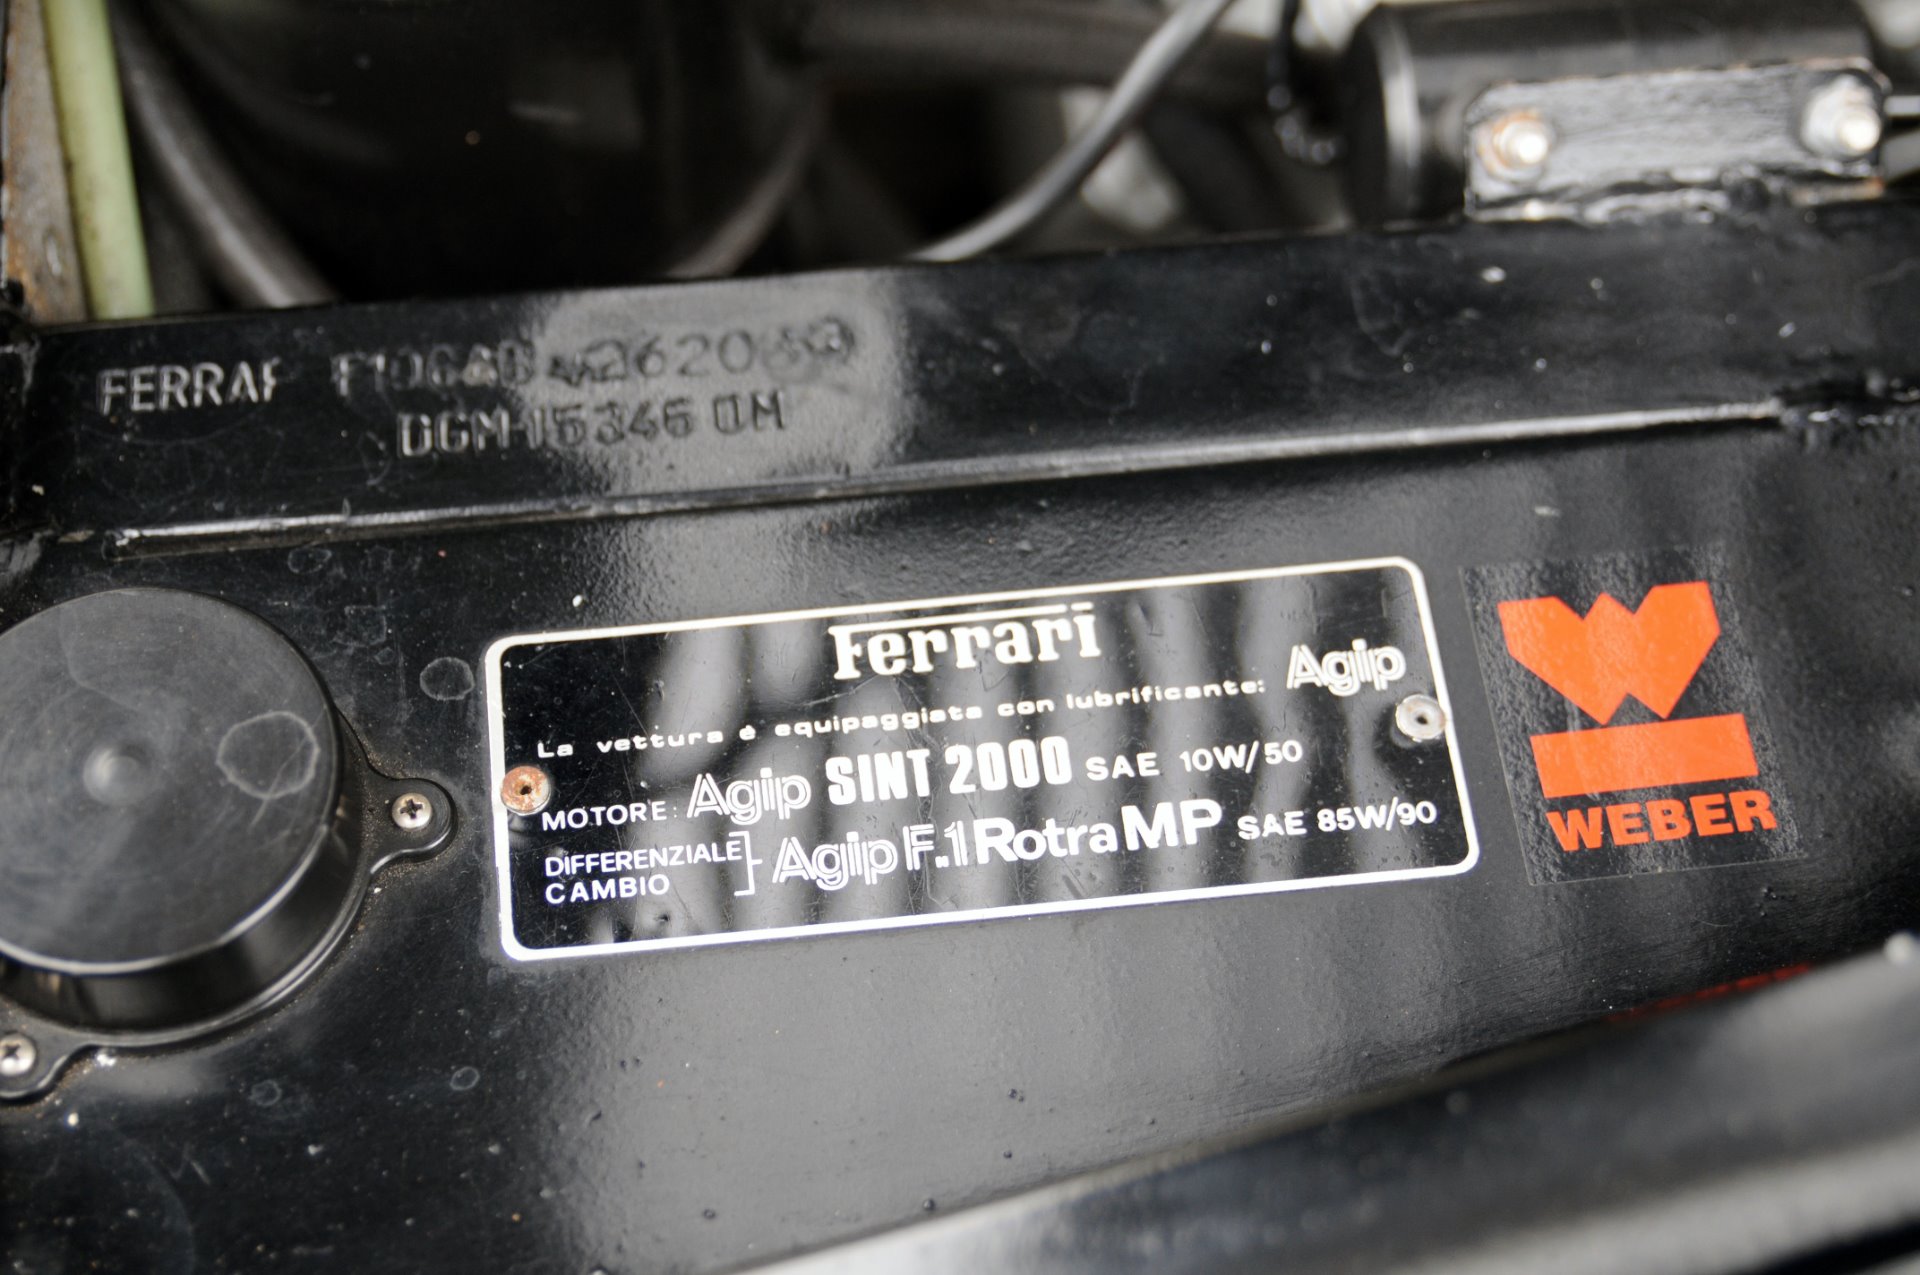 FERRAR
DGM 15346 OM
Ferrari
La vettura è equipaggiata con lubrificante: Agip
MOTORE: Agip SINT 2000 SAE 10W/50
DIFFERENZIALE
CAMBIO
Agip F.1 Rotra MP SAE 85W/90
WEBER